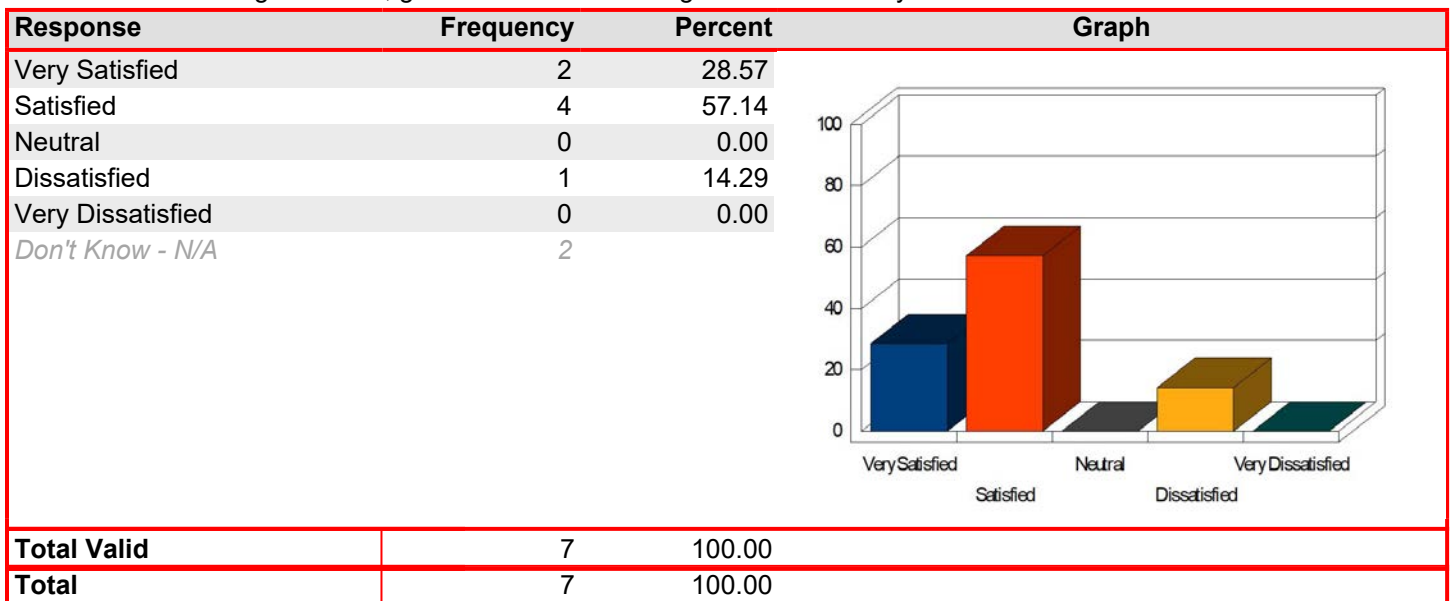 Response Frequency Percent Graph
Very Satisfied 2 28.57
Satisfied 4 57.14
Neutral 0 0.00
Dissatisfied 1 14.29
Very Dissatisfied 0 0.00
Don't Know - N/A 2
100
80
60
40
20
0
Very Satisfied Neutral Very Dissatisfied
Satisfied Dissatisfied
Total Valid 7 100.00
Total 7 100.00